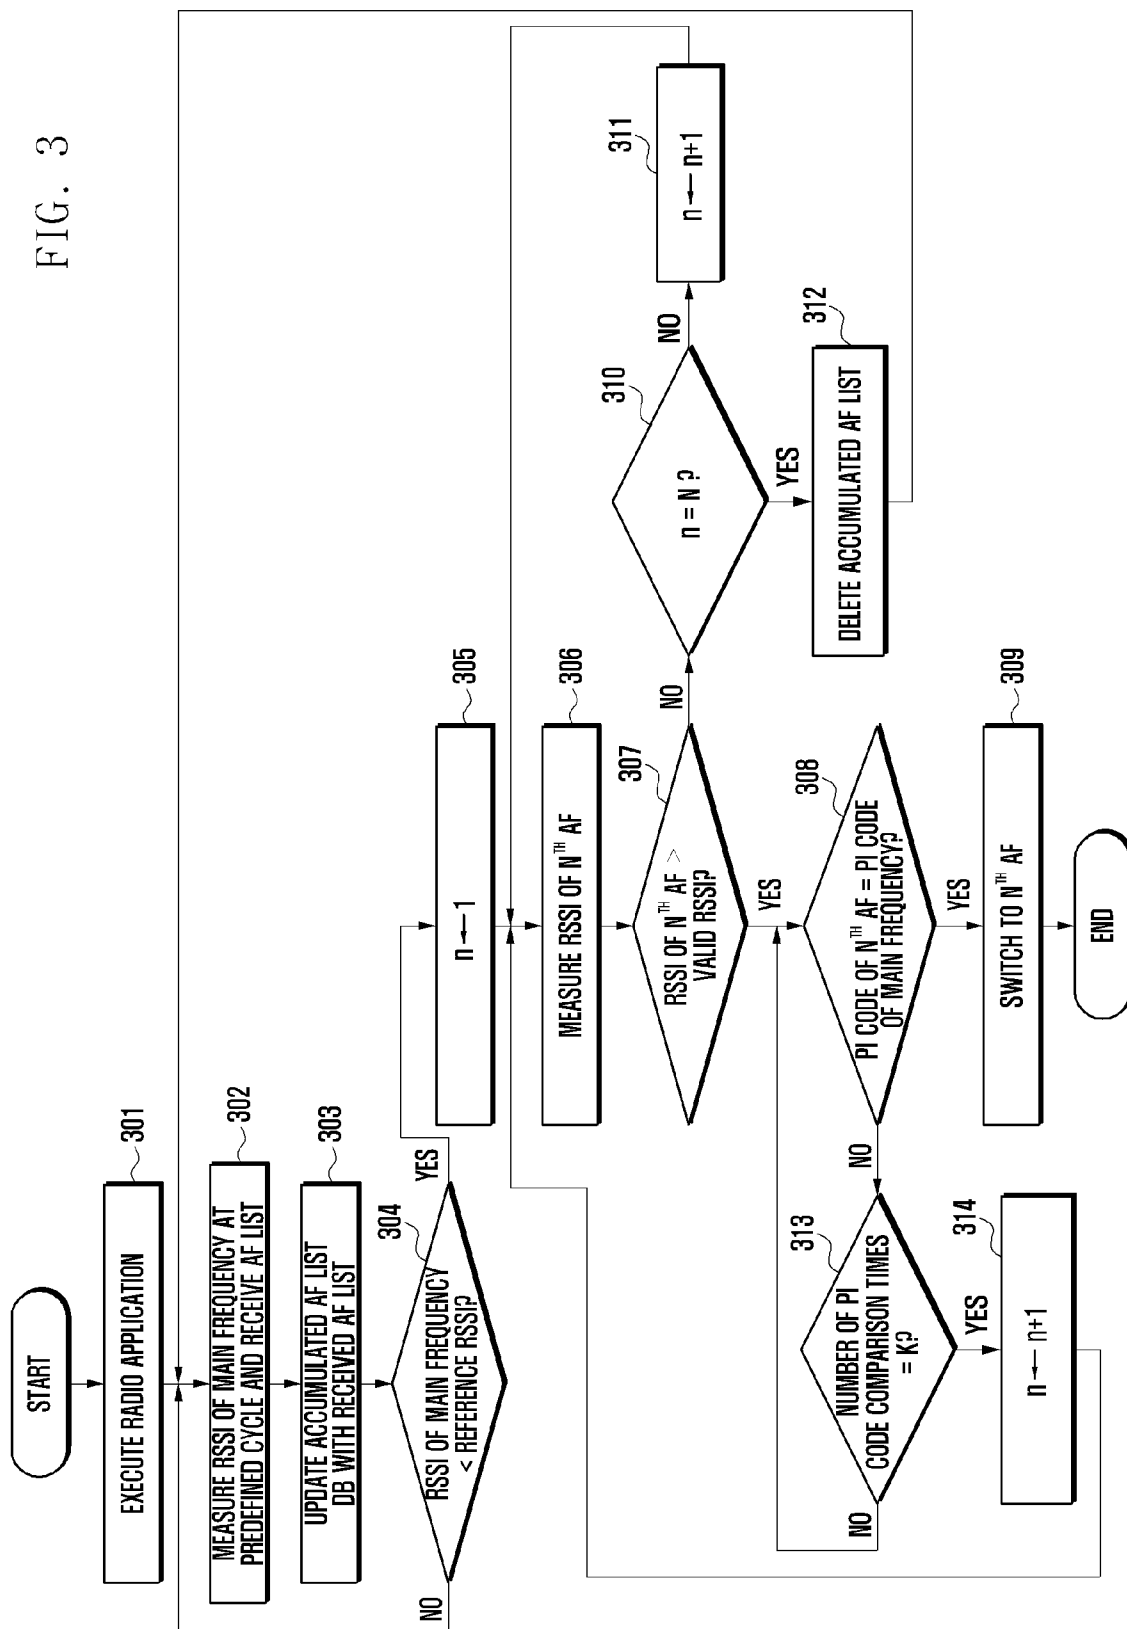 FIG. 3
START
EXECUTE RADIO APPLICATION
301
MEASURE RSSI OF MAIN FREQUENCY AT
PREDEFINED CYCLE AND RECEIVE AF LIST
302
UPDATE ACCUMULATED AF LIST
DB WITH RECEIVED AF LIST
303
RSSI OF MAIN FREQUENCY
< REFERENCE RSSI?
304
NO
YES
n ← 1
305
MEASURE RSSI OF NTH AF
306
RSSI OF NTH AF >
VALID RSSI?
307
NO
YES
PI CODE OF NTH AF = PI CODE
OF MAIN FREQUENCY?
308
NO
YES
SWITCH TO NTH AF
309
END
n = N ?
310
NO
YES
n ← n+1
311
DELETE ACCUMULATED AF LIST
312
NUMBER OF PI
CODE COMPARISON TIMES
= K?
313
NO
YES
n ← n+1
314